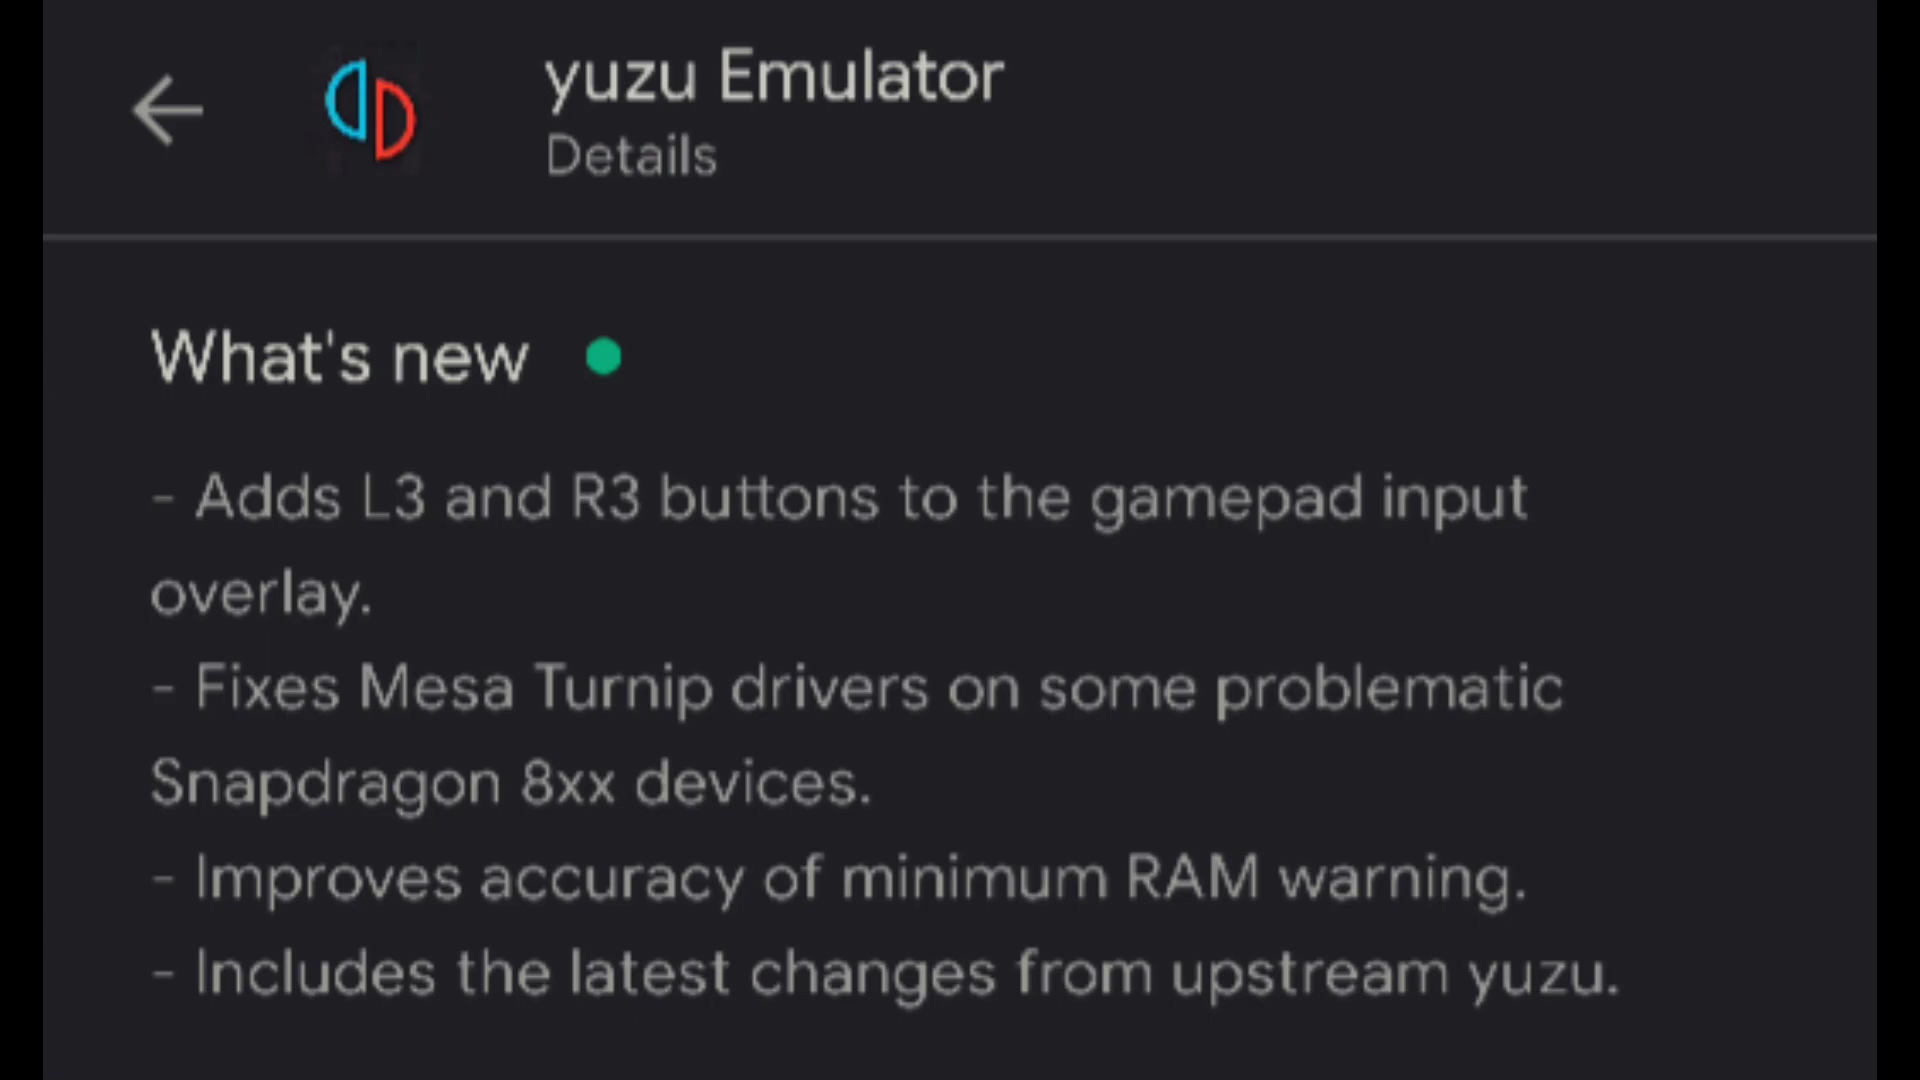 yuzu Emulator
Details
What's new
- Adds L3 and R3 buttons to the gamepad input
overlay.
- Fixes Mesa Turnip drivers on some problematic
Snapdragon 8xx devices.
- Improves accuracy of minimum RAM warning.
- Includes the latest changes from upstream yuzu.